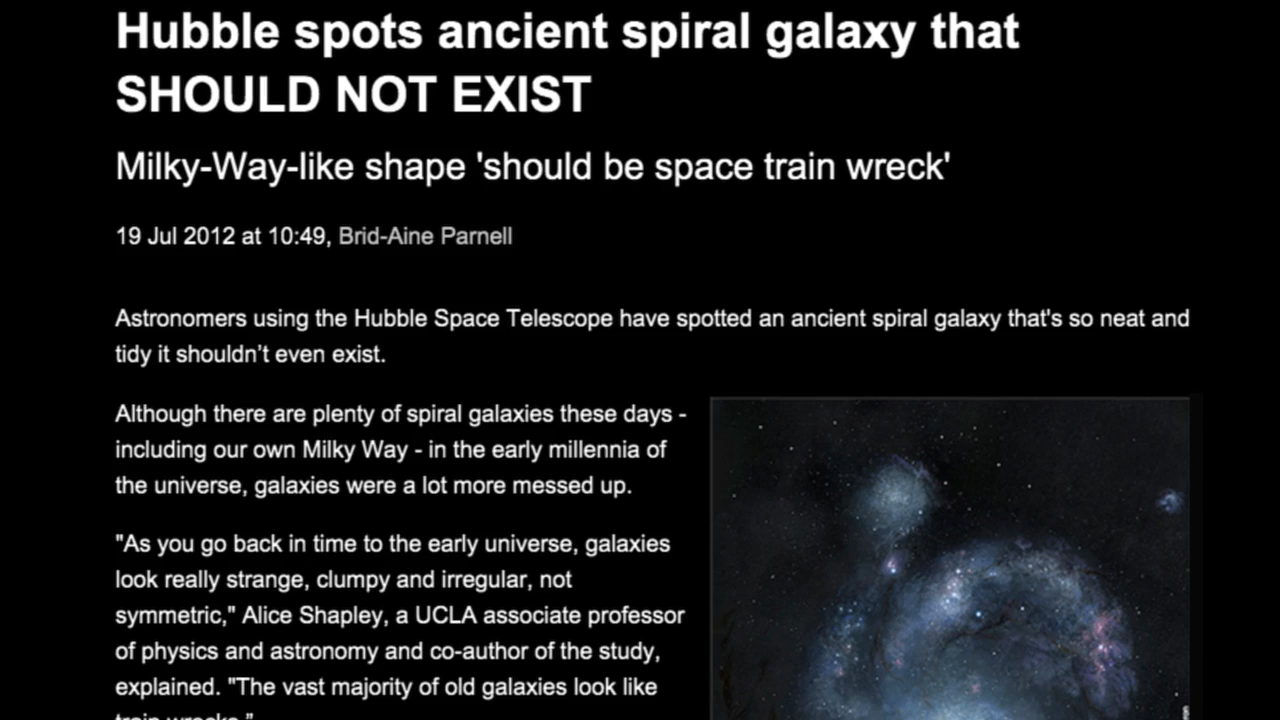 Hubble spots ancient spiral galaxy that
SHOULD NOT EXIST
Milky-Way-like shape 'should be space train wreck'
19 Jul 2012 at 10:49, Brid-Aine Parnell
Astronomers using the Hubble Space Telescope have spotted an ancient spiral galaxy that's so neat and
tidy it shouldn’t even exist.
Although there are plenty of spiral galaxies these days -
including our own Milky Way - in the early millennia of
the universe, galaxies were a lot more messed up.
"As you go back in time to the early universe, galaxies
look really strange, clumpy and irregular, not
symmetric," Alice Shapley, a UCLA associate professor
of physics and astronomy and co-author of the study,
explained. "The vast majority of old galaxies look like
train wrecks."